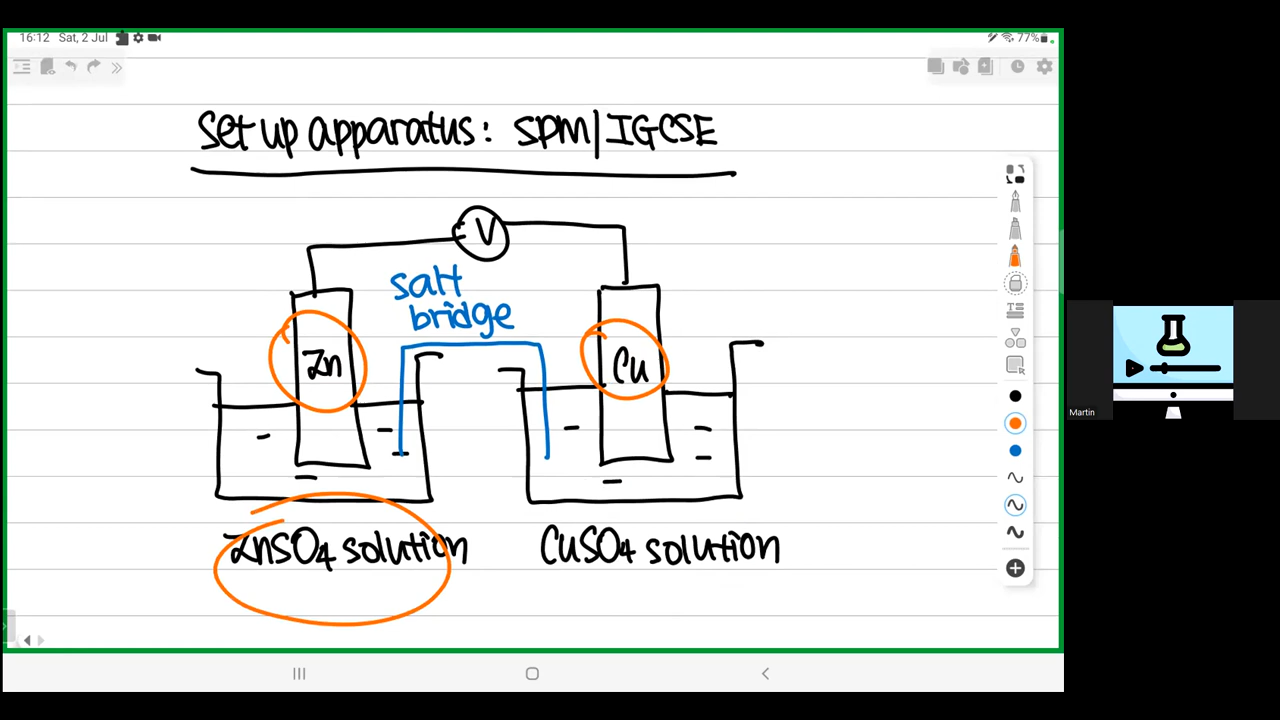 16:12 Sat, 2 Jul
77%
Set up apparatus: SPM/IGCSE
V
salt
bridge
Zn
Cu
Martin
ZnSO4 solution
CuSO4 solution